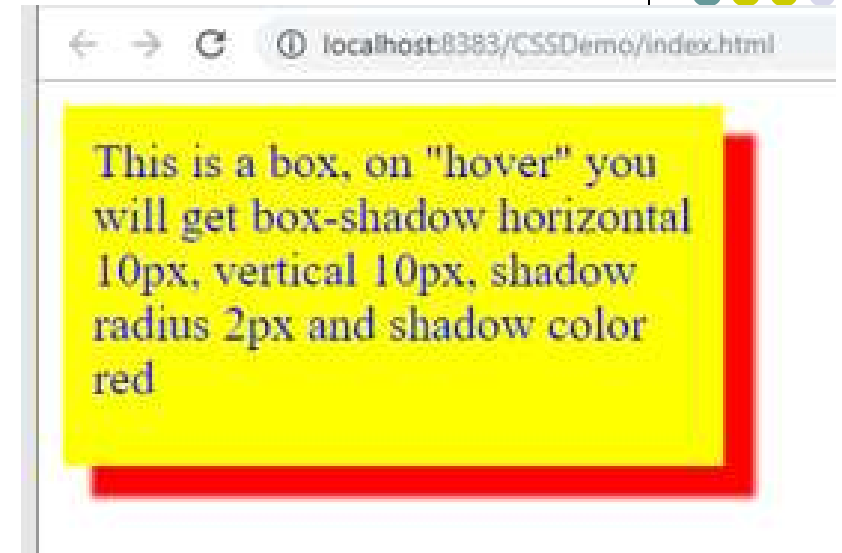 localhost:8383/CSSDemo/index.html
This is a box, on "hover" you
will get box-shadow horizontal
10px, vertical 10px, shadow
radius 2px and shadow color
red